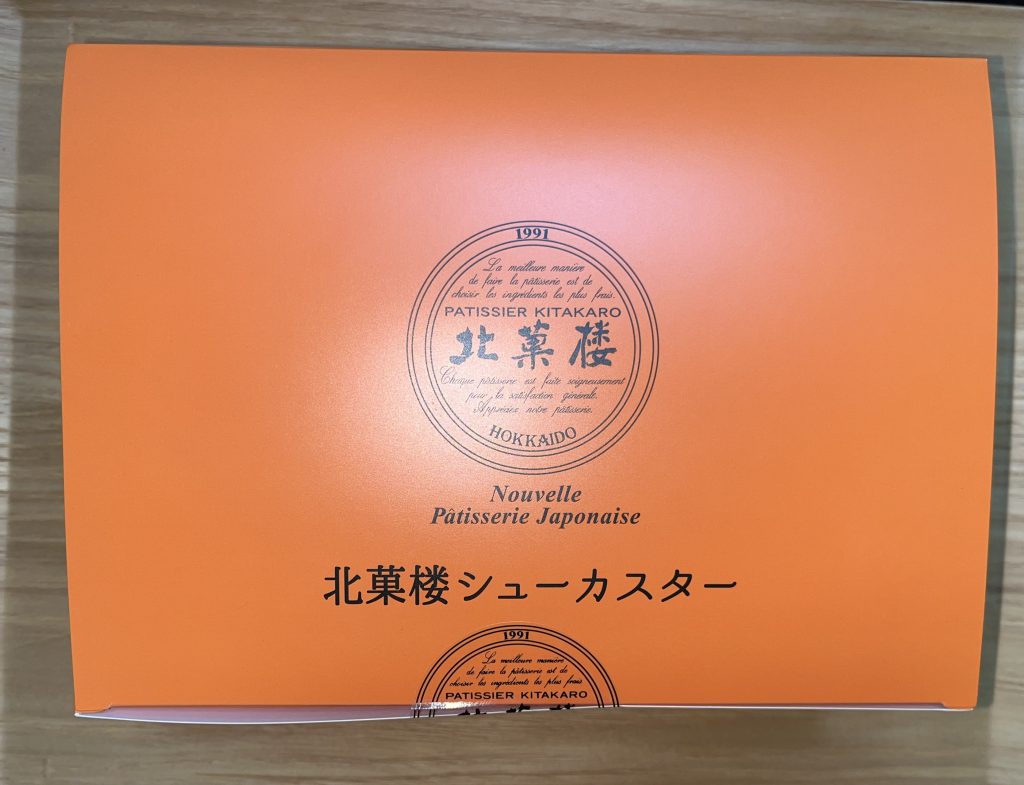 1991
La meilleure manière
de faire la pâtisserie est de
choisir les ingrédients les plus frais.
PATISSIER KITAKARO
北菓楼
Chaque pâtisserie est faite soigneusement
pour la satisfaction générale.
Appréciez notre pâtisserie.
HOKKAIDO
Nouvelle
Pâtisserie Japonaise
北菓楼シューカスター
1991
La meilleure manière
de faire la pâtisserie est de
choisir les ingrédients les plus frais
PATISSIER KITAKARO